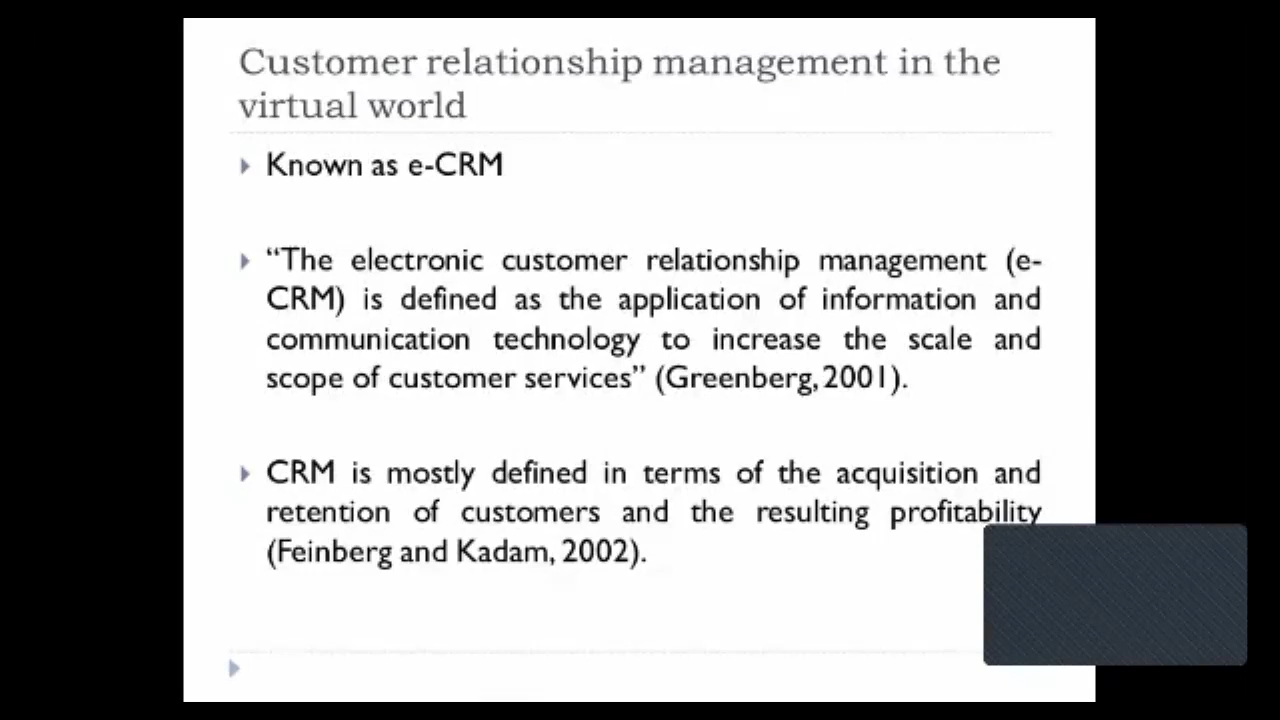 Customer relationship management in the
virtual world
Known as e-CRM
“The electronic customer relationship management (e-
CRM) is defined as the application of information and
communication technology to increase the scale and
scope of customer services” (Greenberg, 2001).
CRM is mostly defined in terms of the acquisition and
retention of customers and the resulting profitability
(Feinberg and Kadam, 2002).